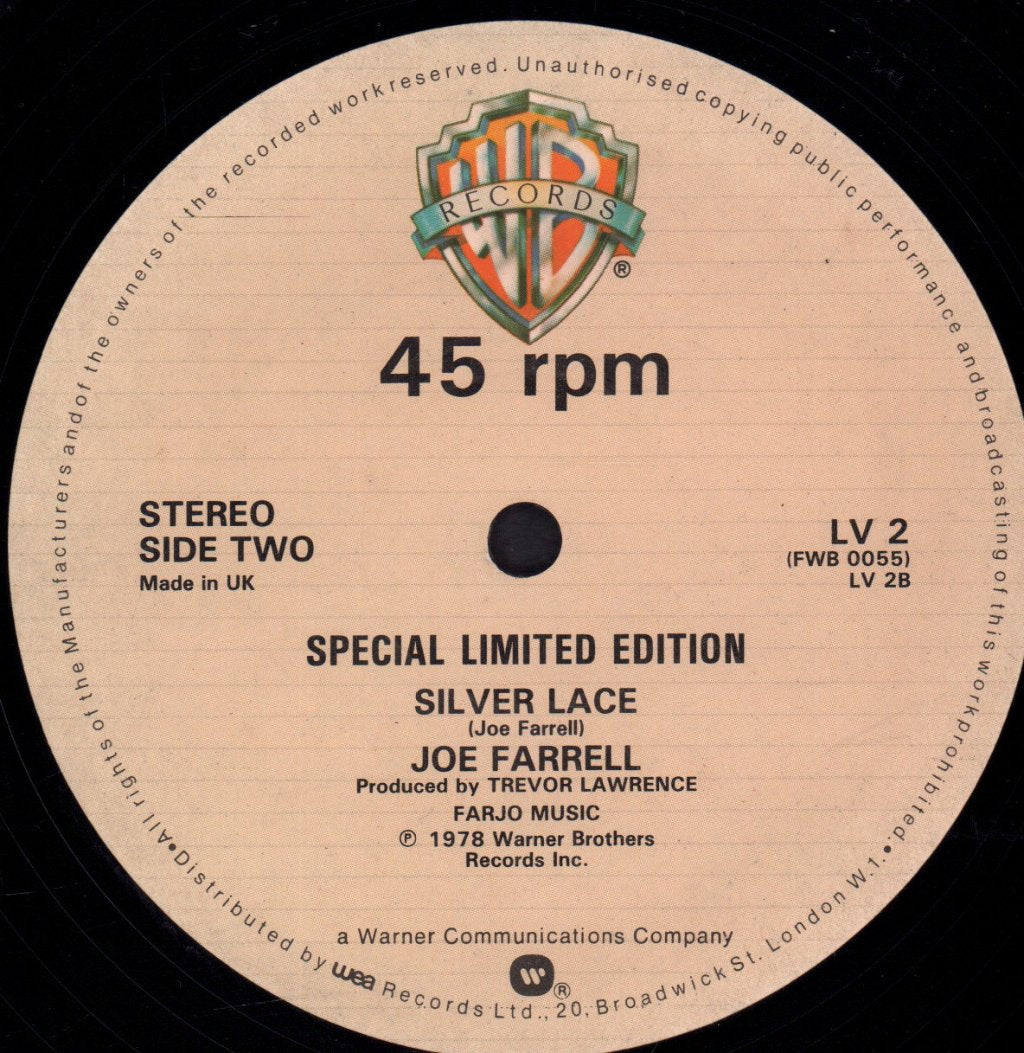 All rights of the Manufacturers and of the owners of the recorded work reserved. Unauthorised copying public performance and broadcasting of this work prohibited.
WB
RECORDS
®
45 rpm
STEREO
SIDE TWO
Made in UK
LV 2
(FWB 0055)
LV 2B
SPECIAL LIMITED EDITION
SILVER LACE
(Joe Farrell)
JOE FARRELL
Produced by TREVOR LAWRENCE
FARJO MUSIC
℗ 1978 Warner Brothers
Records Inc.
a Warner Communications Company
®
•Distributed by wea Records Ltd., 20, Broadwick St. London W.1.•